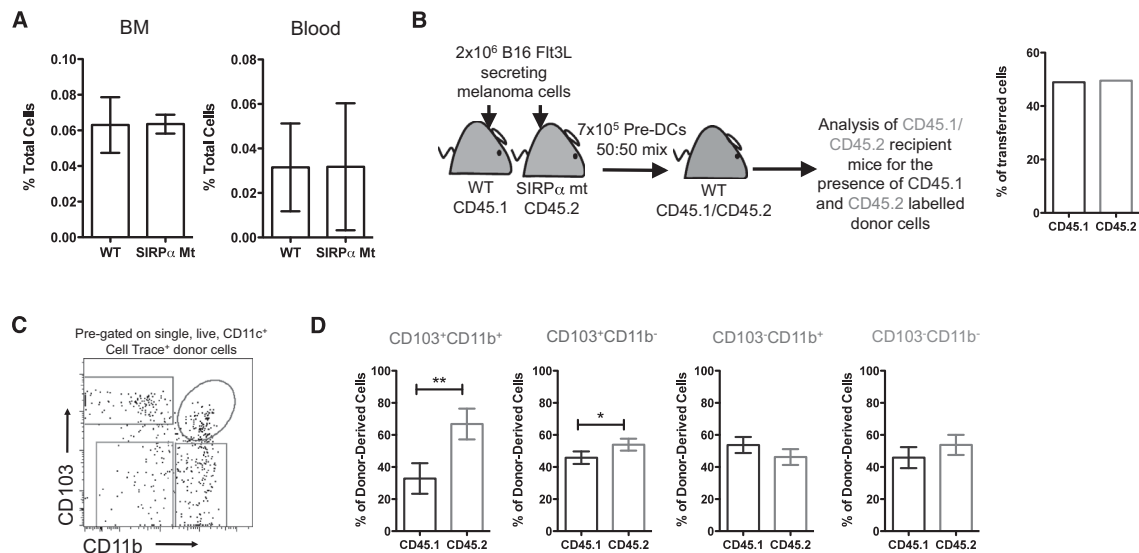 A
BM
% Total Cells
0.10
0.08
0.06
0.04
0.02
0.00
WT
SIRPα Mt
Blood
% Total Cells
0.08
0.06
0.04
0.02
0.00
WT
SIRPα Mt
B
2x10⁶ B16 Flt3L
secreting
melanoma cells
WT
CD45.1
SIRPα mt
CD45.2
7x10⁵ Pre-DCs
50:50 mix
WT
CD45.1/CD45.2
Analysis of CD45.1/
CD45.2 recipient
mice for the
presence of CD45.1
and CD45.2 labelled
donor cells
% of transferred cells
60
40
20
0
CD45.1
CD45.2
C
Pre-gated on single, live, CD11c⁺
Cell Trace⁺ donor cells
CD103
CD11b
D
CD103⁺CD11b⁺
% of Donor-Derived Cells
100
80
60
40
20
0
**
CD45.1
CD45.2
CD103⁺CD11b⁻
% of Donor-Derived Cells
100
80
60
40
20
0
*
CD45.1
CD45.2
CD103⁻CD11b⁺
% of Donor-Derived Cells
100
80
60
40
20
0
CD45.1
CD45.2
CD103⁻CD11b⁻
% of Donor-Derived Cells
100
80
60
40
20
0
CD45.1
CD45.2